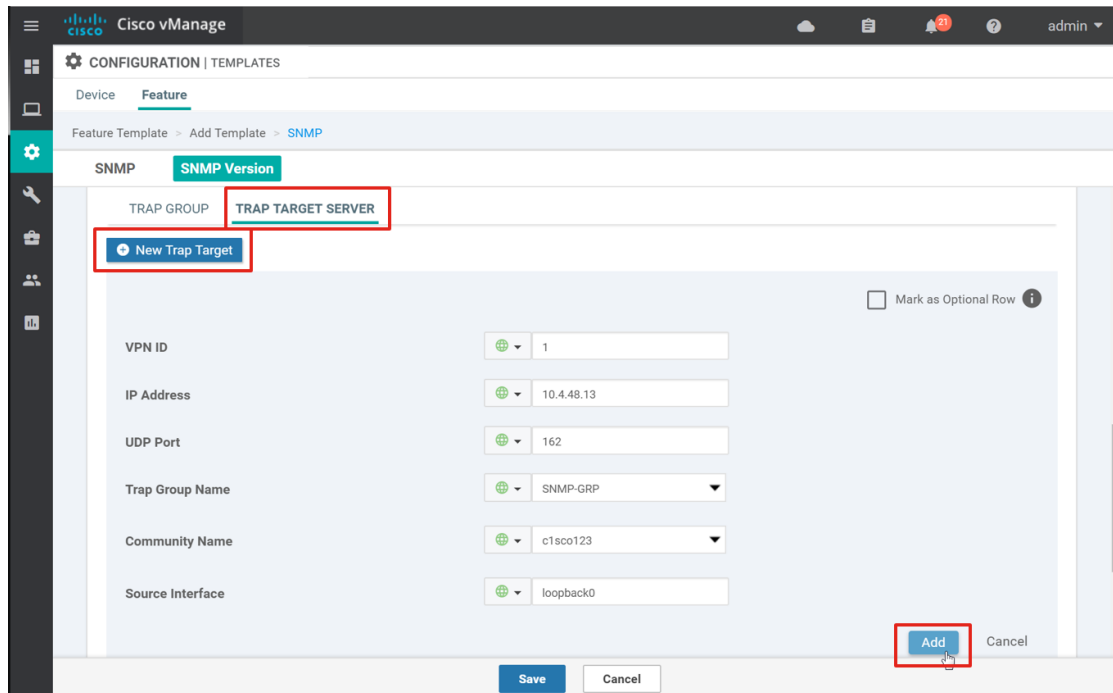 cisco Cisco vManage 21 admin
CONFIGURATION | TEMPLATES
Device Feature
Feature Template > Add Template > SNMP
SNMP SNMP Version
TRAP GROUP TRAP TARGET SERVER
New Trap Target
Mark as Optional Row
VPN ID 1
IP Address 10.4.48.13
UDP Port 162
Trap Group Name SNMP-GRP
Community Name c1sco123
Source Interface loopback0
Add Cancel
Save Cancel